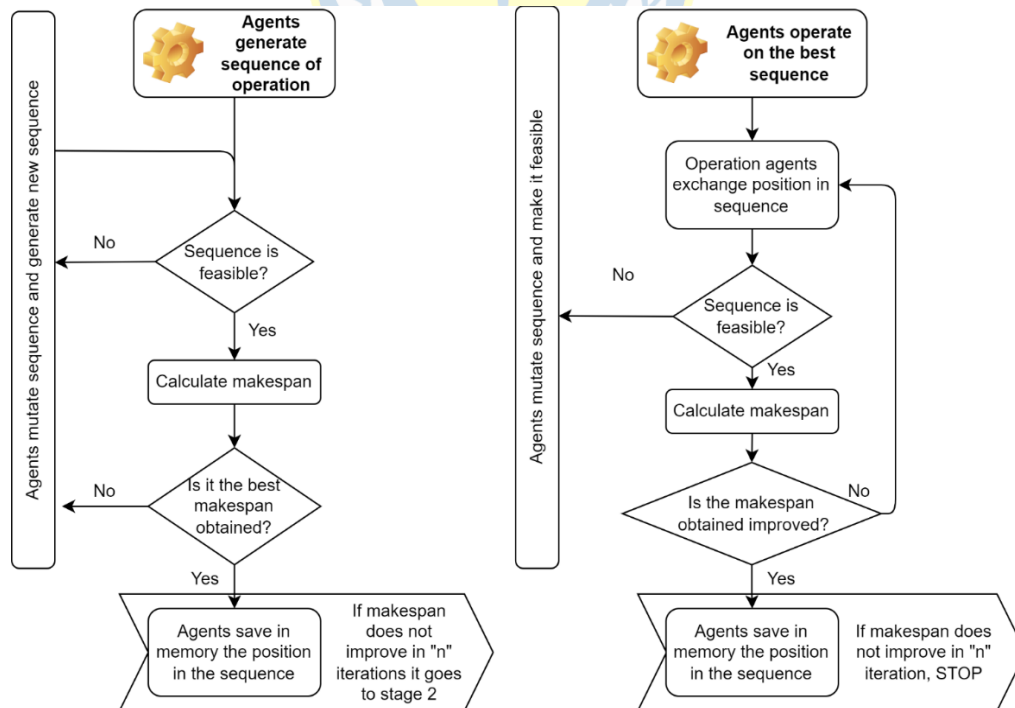 Agents mutate sequence and generate new sequence
Agents
generate
sequence of
operation
No
Sequence is
feasible?
Yes
Calculate makespan
No
Is it the best
makespan
obtained?
Yes
Agents save in
memory the position
in the sequence
If makespan
does not
improve in "n"
iterations it goes
to stage 2
Agents mutate sequence and make it feasible
Agents operate
on the best
sequence
Operation agents
exchange position in
sequence
No
Sequence is
feasible?
Yes
Calculate makespan
Is the makespan
obtained improved?
No
Yes
Agents save in
memory the position
in the sequence
If makespan does
not improve in "n"
iteration, STOP